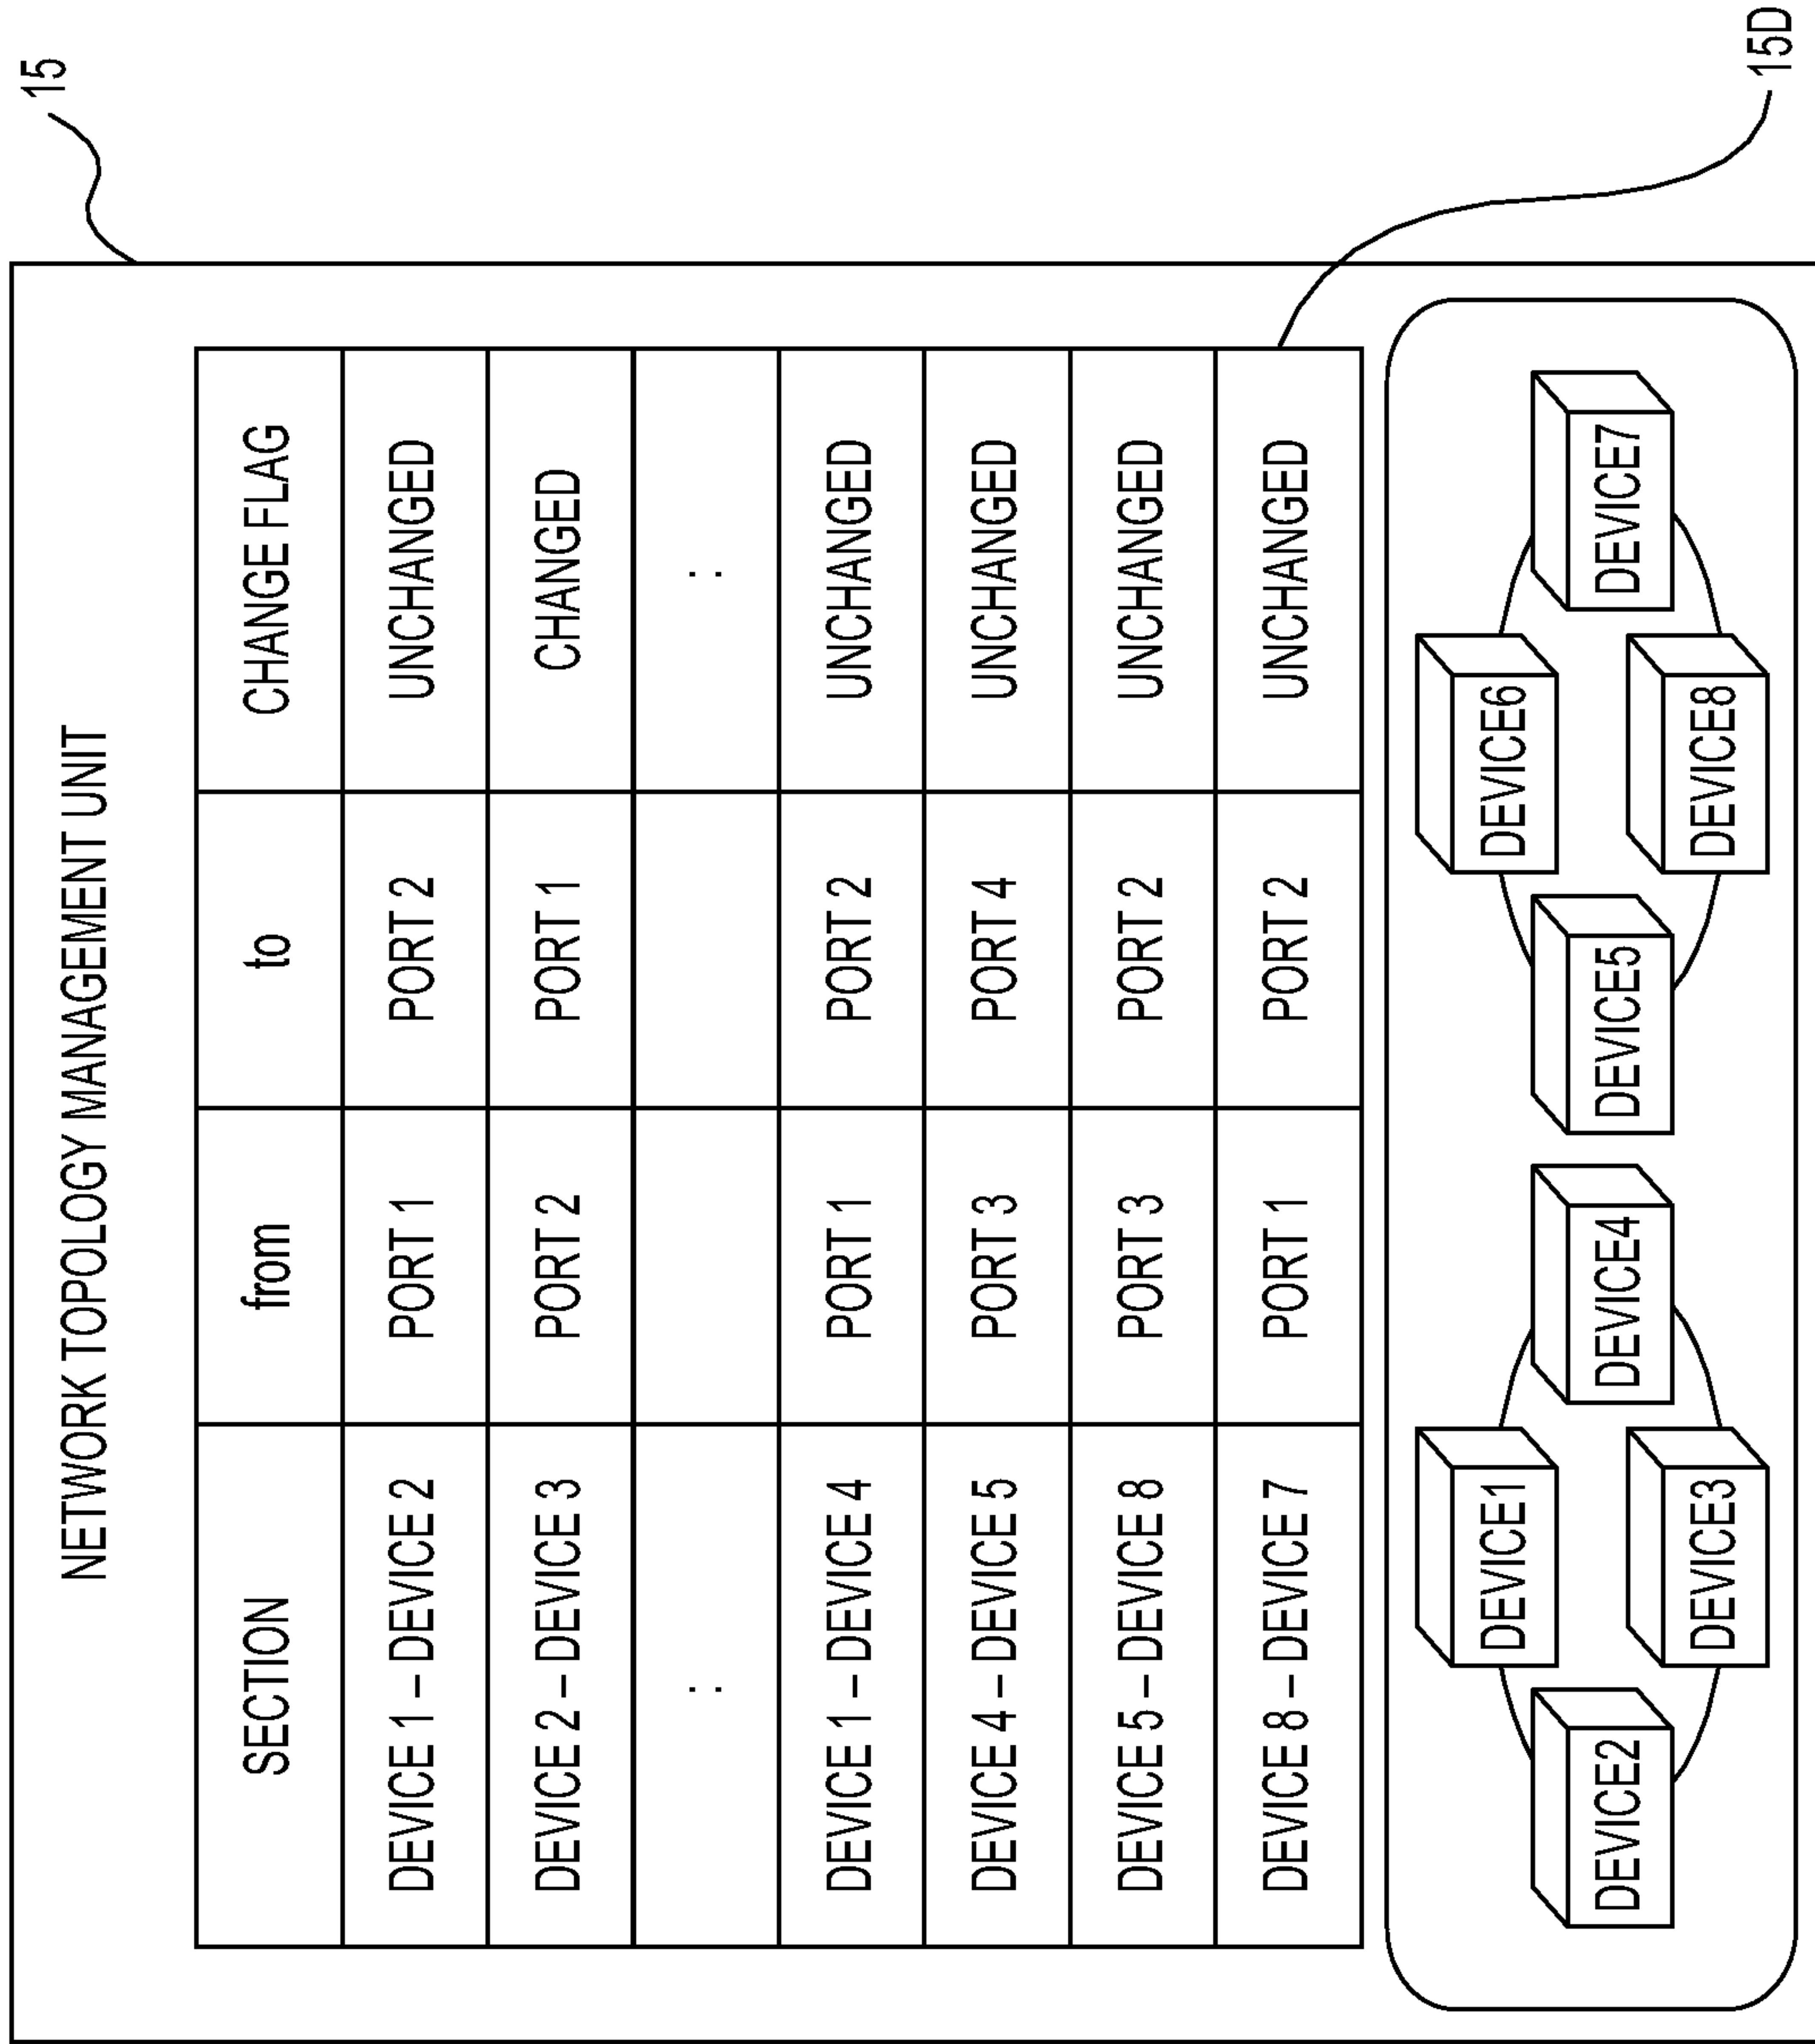 15
NETWORK TOPOLOGY MANAGEMENT UNIT
SECTION from to CHANGE FLAG
DEVICE 1 – DEVICE 2 PORT 1 PORT 2 UNCHANGED
DEVICE 2 – DEVICE 3 PORT 2 PORT 1 CHANGED
: :
DEVICE 1 – DEVICE 4 PORT 1 PORT 2 UNCHANGED
DEVICE 4 – DEVICE 5 PORT 3 PORT 4 UNCHANGED
DEVICE 5 – DEVICE 8 PORT 3 PORT 2 UNCHANGED
DEVICE 8 – DEVICE 7 PORT 1 PORT 2 UNCHANGED
15D
DEVICE1 DEVICE6
DEVICE2 DEVICE4 DEVICE5 DEVICE7
DEVICE3 DEVICE8